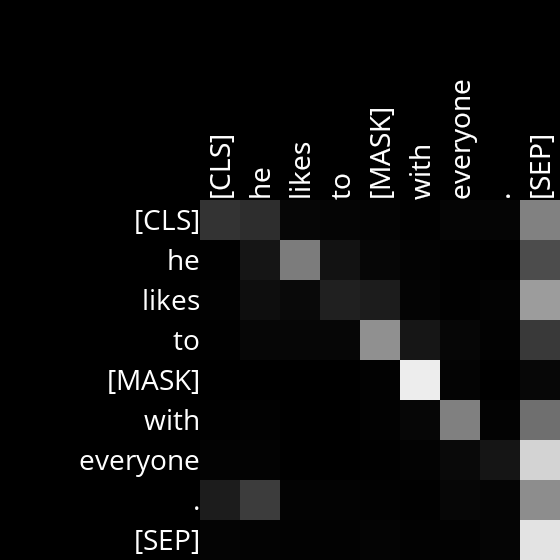 [CLS] he likes to [MASK] with everyone . [SEP]
[CLS]
he
likes
to
[MASK]
with
everyone
.
[SEP]